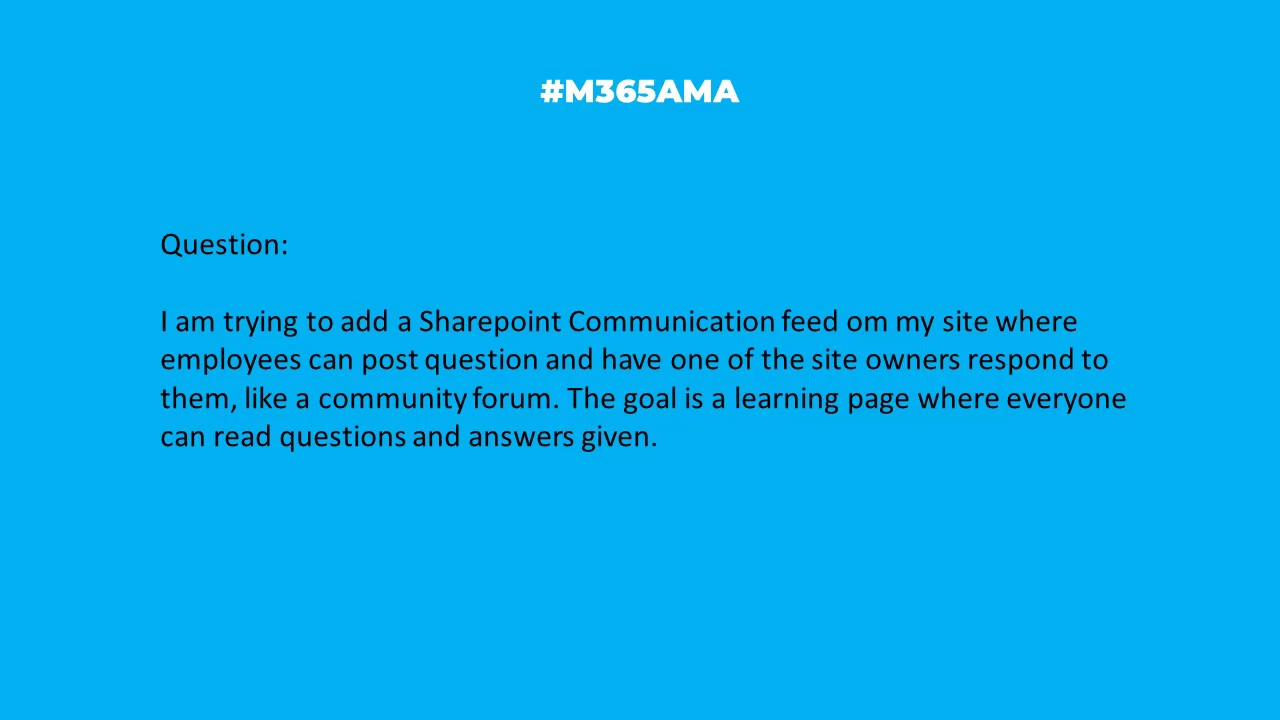 #M365AMA
Question:
I am trying to add a Sharepoint Communication feed om my site where
employees can post question and have one of the site owners respond to
them, like a community forum. The goal is a learning page where everyone
can read questions and answers given.